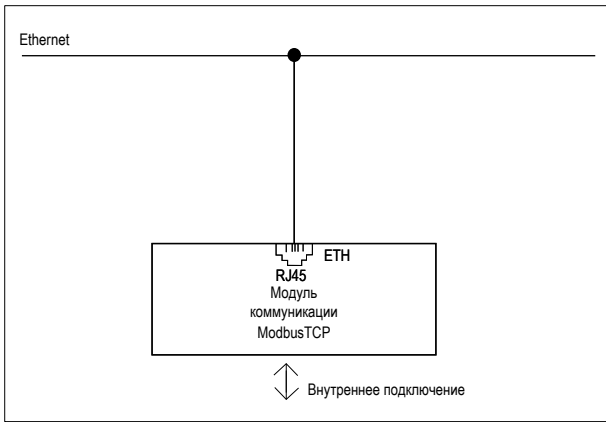 Ethernet
ETH
RJ45
Модуль
коммуникации
ModbusTCP
Внутреннее подключение